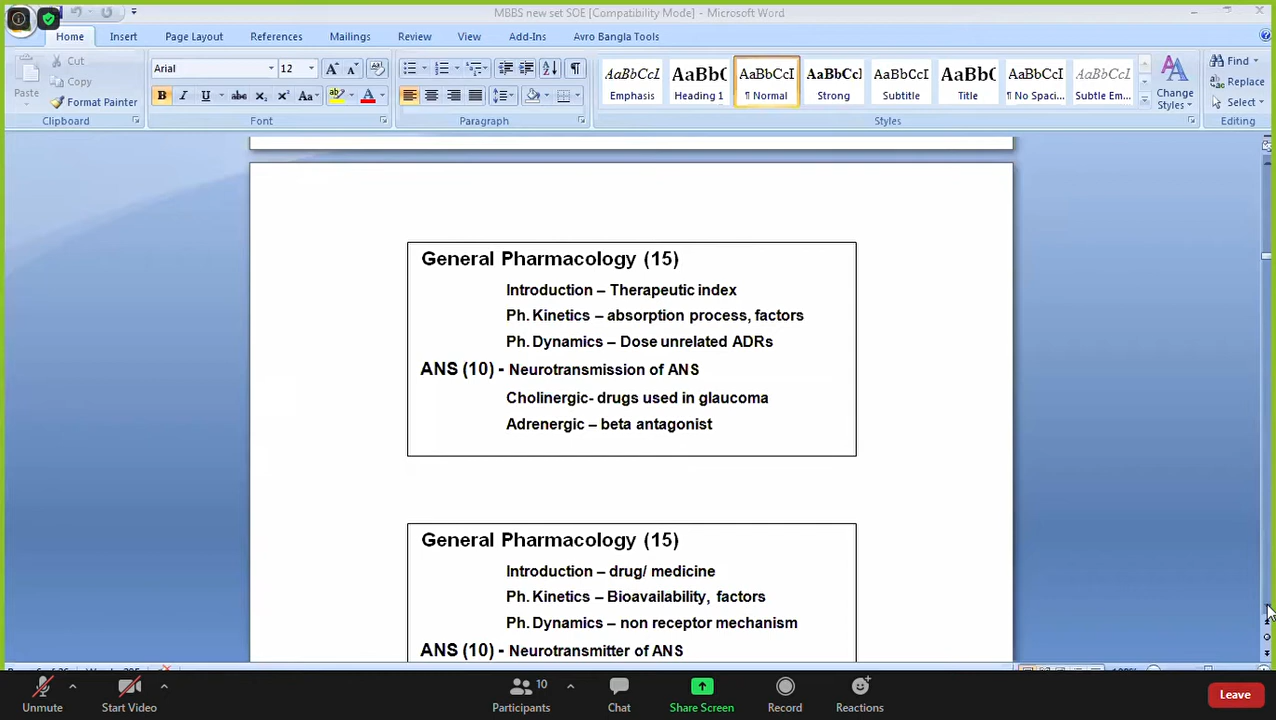 MBBS new set SOE [Compatibility Mode] - Microsoft Word
Home Insert Page Layout References Mailings Review View Add-Ins Avro Bangla Tools
Cut
Copy
Paste
Format Painter
Clipboard
Arial 12
B I U abc X₂ X² Aa
Font
Paragraph
AaBbCcI AaBbC AaBbCcI AaBbCcI AaBbCcI AaBbC AaBbCcI AaBbCcI
Emphasis Heading 1 ¶ Normal Strong Subtitle Title ¶ No Spaci... Subtle Em...
Change Styles
Styles
Find
Replace
Select
Editing
General Pharmacology (15)
Introduction – Therapeutic index
Ph. Kinetics – absorption process, factors
Ph. Dynamics – Dose unrelated ADRs
ANS (10) - Neurotransmission of ANS
Cholinergic- drugs used in glaucoma
Adrenergic – beta antagonist
General Pharmacology (15)
Introduction – drug/ medicine
Ph. Kinetics – Bioavailability, factors
Ph. Dynamics – non receptor mechanism
ANS (10) - Neurotransmitter of ANS
Unmute Start Video Participants 10 Chat Share Screen Record Reactions Leave